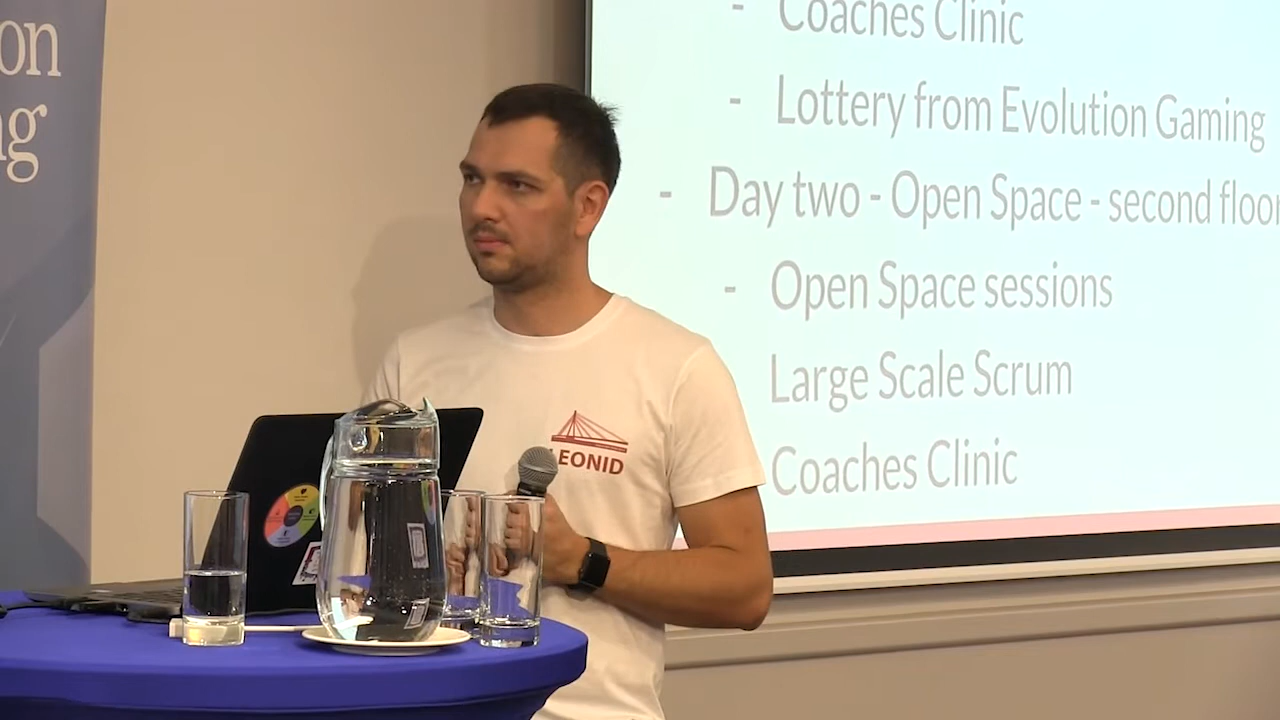 on
ng
Coaches Clinic
- Lottery from Evolution Gaming
- Day two - Open Space - second floor
- Open Space sessions
Large Scale Scrum
Coaches Clinic
LEONID